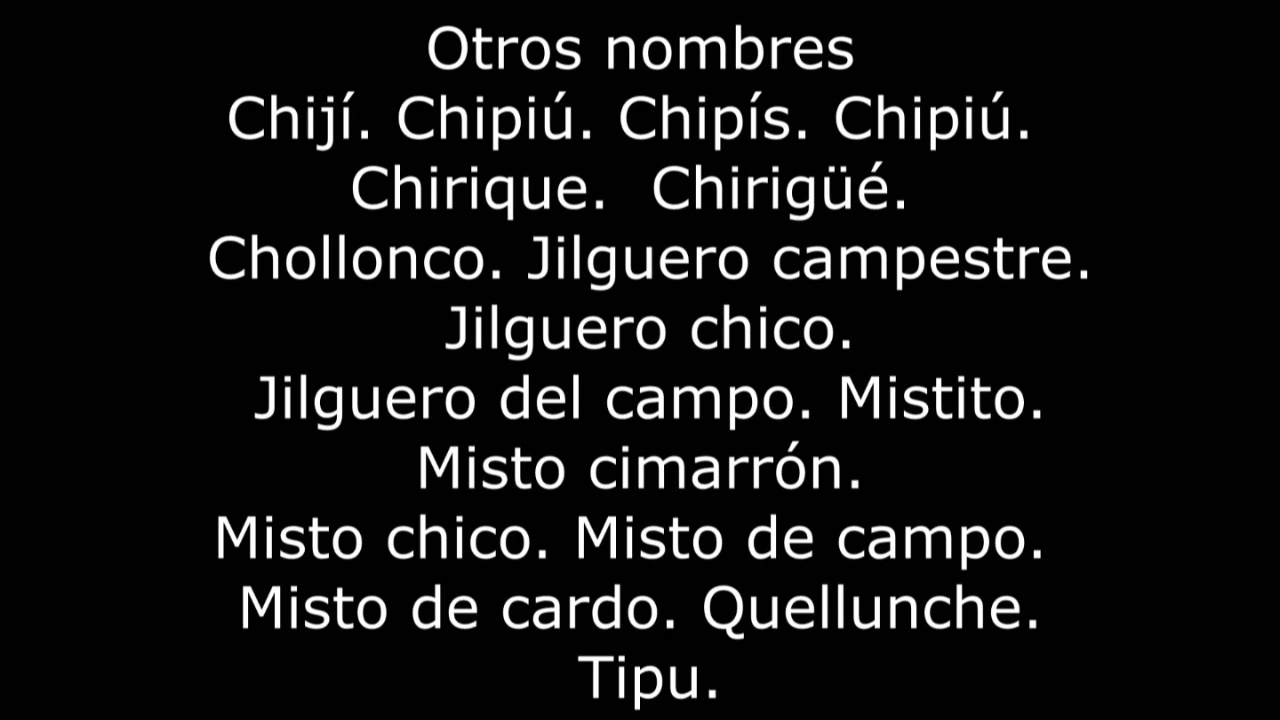 Otros nombres
Chijí. Chipiú. Chipís. Chipiú.
Chirique.  Chirigüé.
Chollonco. Jilguero campestre.
Jilguero chico.
Jilguero del campo. Mistito.
Misto cimarrón.
Misto chico. Misto de campo.
Misto de cardo. Quellunche.
Tipu.